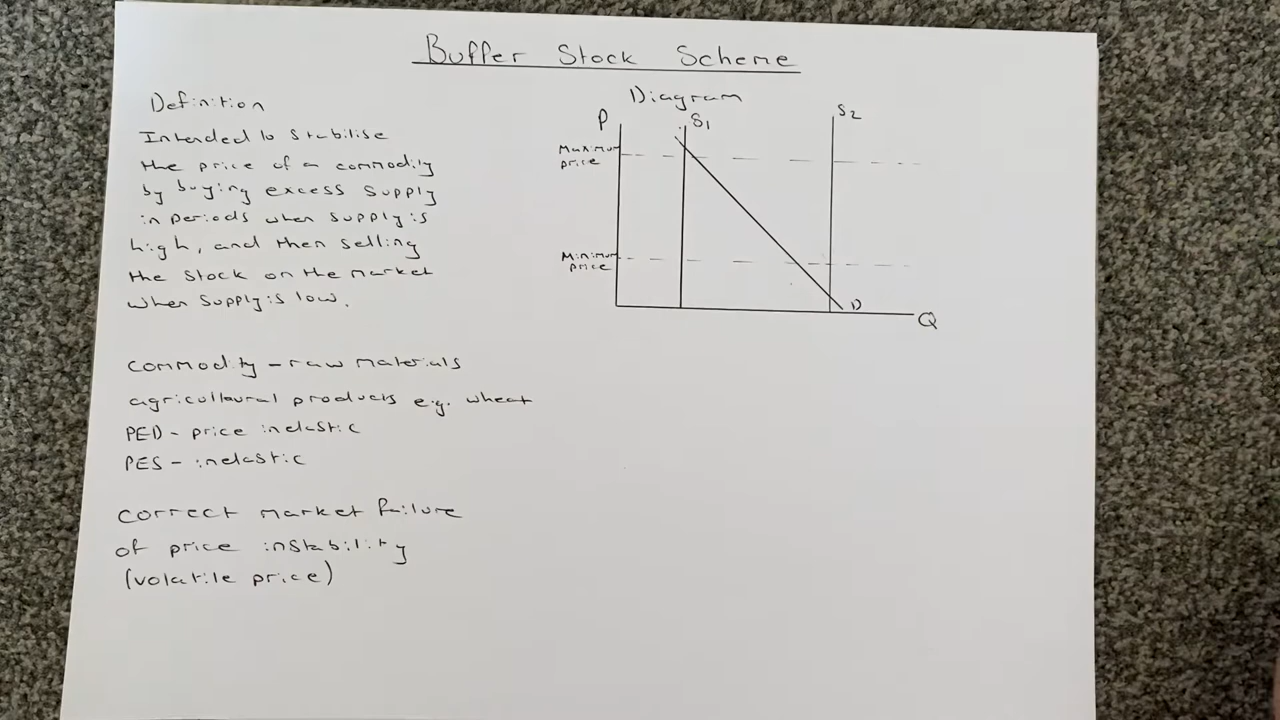 Buffer Stock Scheme
Definition
Intended to stabilise
the price of a commodity
by buying excess supply
in periods when supply is
high, and then selling
the stock on the market
when supply is low.
commodity - raw materials
agricultural products e.g. wheat
PED - price inelastic
PES - inelastic
correct market failure
of price instability
(volatile price)
Diagram
P
S1
S2
Maximum
price
Minimum
price
D
Q